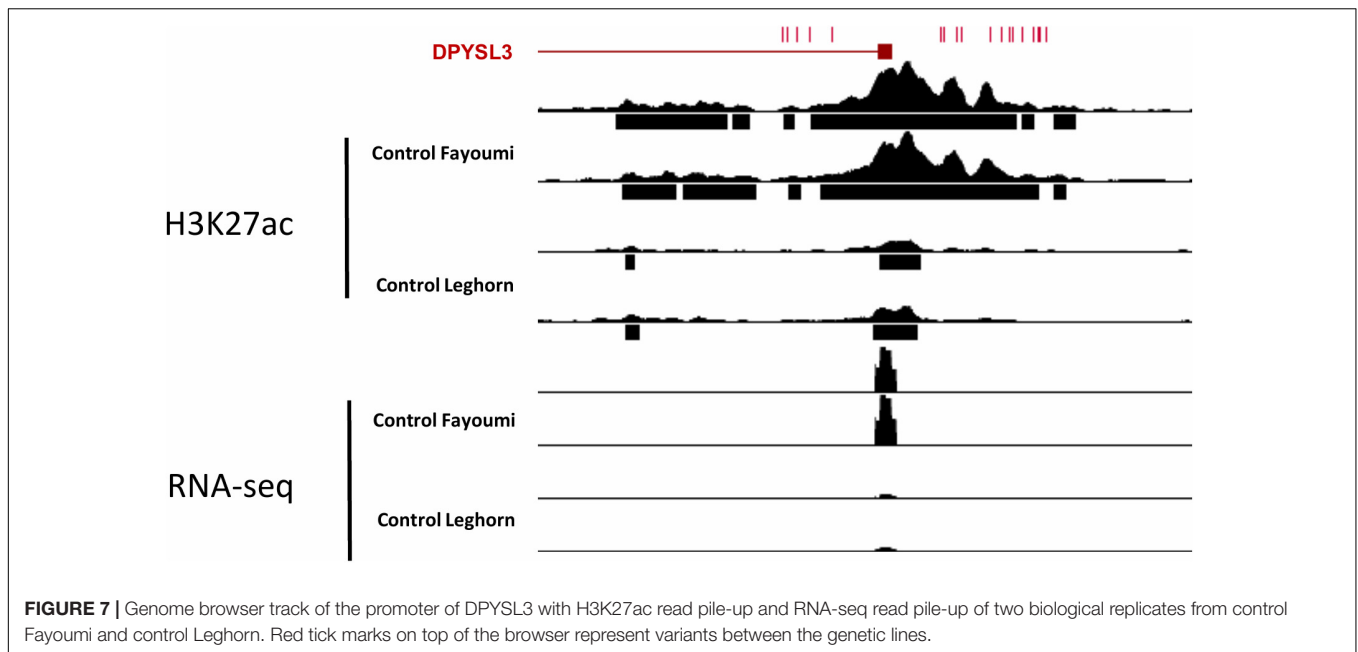 DPYSL3
Control Fayoumi
H3K27ac
Control Leghorn
Control Fayoumi
RNA-seq
Control Leghorn
FIGURE 7 | Genome browser track of the promoter of DPYSL3 with H3K27ac read pile-up and RNA-seq read pile-up of two biological replicates from control
Fayoumi and control Leghorn. Red tick marks on top of the browser represent variants between the genetic lines.